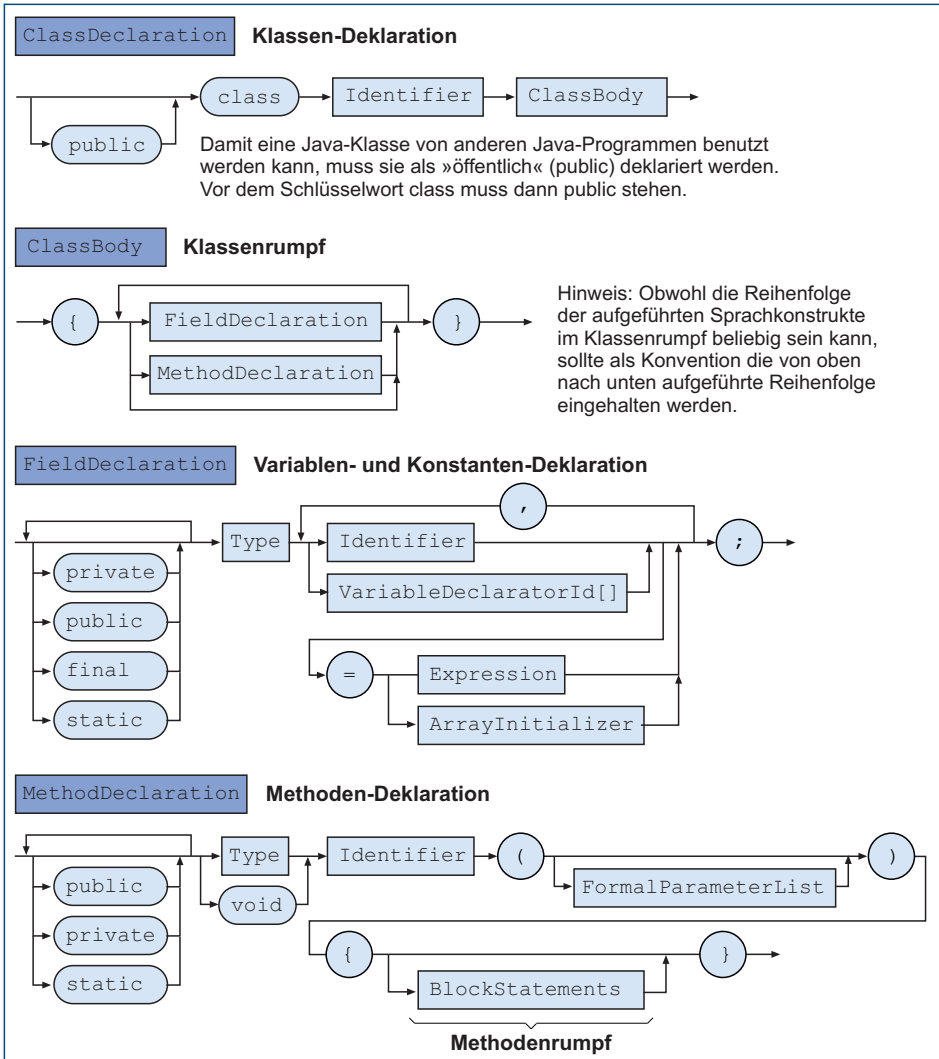 ClassDeclaration Klassen-Deklaration
class Identifier ClassBody
public
Damit eine Java-Klasse von anderen Java-Programmen benutzt
werden kann, muss sie als »öffentlich« (public) deklariert werden.
Vor dem Schlüsselwort class muss dann public stehen.
ClassBody Klassenrumpf
{ FieldDeclaration }
MethodDeclaration
Hinweis: Obwohl die Reihenfolge
der aufgeführten Sprachkonstrukte
im Klassenrumpf beliebig sein kann,
sollte als Konvention die von oben
nach unten aufgeführte Reihenfolge
eingehalten werden.
FieldDeclaration Variablen- und Konstanten-Deklaration
,
Type Identifier ;
private
VariableDeclaratorId[]
public
final
= Expression
static
ArrayInitializer
MethodDeclaration Methoden-Deklaration
Type Identifier ( )
public
void
FormalParameterList
private
{ }
static
BlockStatements
Methodenrumpf